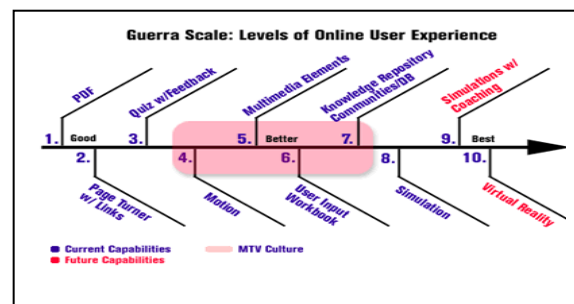 Guerra Scale: Levels of Online User Experience
1.
PDF
Good
2.
Page Turner
w/ Links
3.
Quiz w/Feedback
4.
Motion
5.
Multimedia Elements
Better
6.
User Input
Workbook
7.
Knowledge Repository
Communities/DB
8.
Simulation
9.
Simulations w/
Coaching
Best
10.
Virtual Reality
Current Capabilities
MTV Culture
Future Capabilities